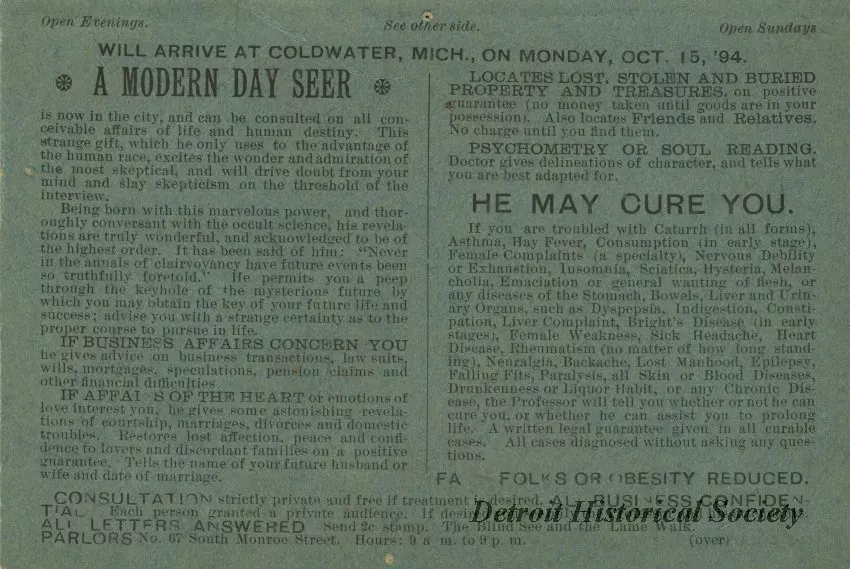 Open Evenings.
See other side.
Open Sundays
WILL ARRIVE AT COLDWATER, MICH., ON MONDAY, OCT. 15, '94.
A MODERN DAY SEER
is now in the city, and can be consulted on all con-
ceivable affairs of life and human destiny. This
strange gift, which he only uses to the advantage of
the human race, excites the wonder and admiration of
the most skeptical, and will drive doubt from your
mind and slay skepticism on the threshold of the
interview.
Being born with this marvelous power, and thor-
oughly conversant with the occult science, his revela-
tions are truly wonderful, and acknowledged to be of
the highest order. It has been said of him: "Never
in the annals of clairvoyancy have future events been
so truthfully foretold." He permits you a peep
through the keyhole of the mysterious future by
which you may obtain the key of your future life and
success; advise you with a strange certainty as to the
proper course to pursue in life.
IF BUSINESS AFFAIRS CONCERN YOU
he gives advice on business transactions, law suits,
wills, mortgages, speculations, pension claims and
other financial difficulties
IF AFFAI S OF THE HEART or emotions of
love interest you, he gives some astonishing revela-
tions of courtship, marriages, divorces and domestic
troubles. Restores lost affection, peace and confi-
dence to lovers and discordant families on a positive
guarantee. Tells the name of your future husband or
wife and date of marriage.
LOCATES LOST, STOLEN AND BURIED
PROPERTY AND TREASURES, on positive
guarantee (no money taken until goods are in your
possession). Also locates Friends and Relatives.
No charge until you find them.
PSYCHOMETRY OR SOUL READING.
Doctor gives delineations of character, and tells what
you are best adapted for.
HE MAY CURE YOU.
If you are troubled with Catarrh (in all forms),
Asthma, Hay Fever, Consumption (in early stage),
Female Complaints (a specialty), Nervous Debility
or Exhaustion, Insomnia, Sciatica, Hysteria, Melan-
cholia, Emaciation or general wanting of flesh, or
any diseases of the Stomach, Bowels, Liver and Urin-
ary Organs, such as Dyspepsia, Indigestion, Consti-
pation, Liver Complaint, Bright's Disease (in early
stages), Female Weakness, Sick Headache, Heart
Disease, Rheumatism (no matter of how long stand-
ing), Neuralgia, Backache, Lost Manhood, Epilepsy,
Falling Fits, Paralysis, all Skin or Blood Diseases,
Drunkenness or Liquor Habit, or any Chronic Dis-
ease, the Professor will tell you whether or not he can
cure you, or whether he can assist you to prolong
life. A written legal guarantee given in all curable
cases. All cases diagnosed without asking any ques-
tions.
FA FOLKS OR OBESITY REDUCED.
CONSULTATION strictly private and free if treatment is desired. ALL BUSINESS CONFIDEN-
TIAL Each person granted a private audience. If
ALL LETTERS ANSWERED Send 2c stamp. The Blind See and the Lame Walk.
PARLORS No. 67 South Monroe Street. Hours: 9 a m. to 9 p. m. (over)
Detroit Historical Society